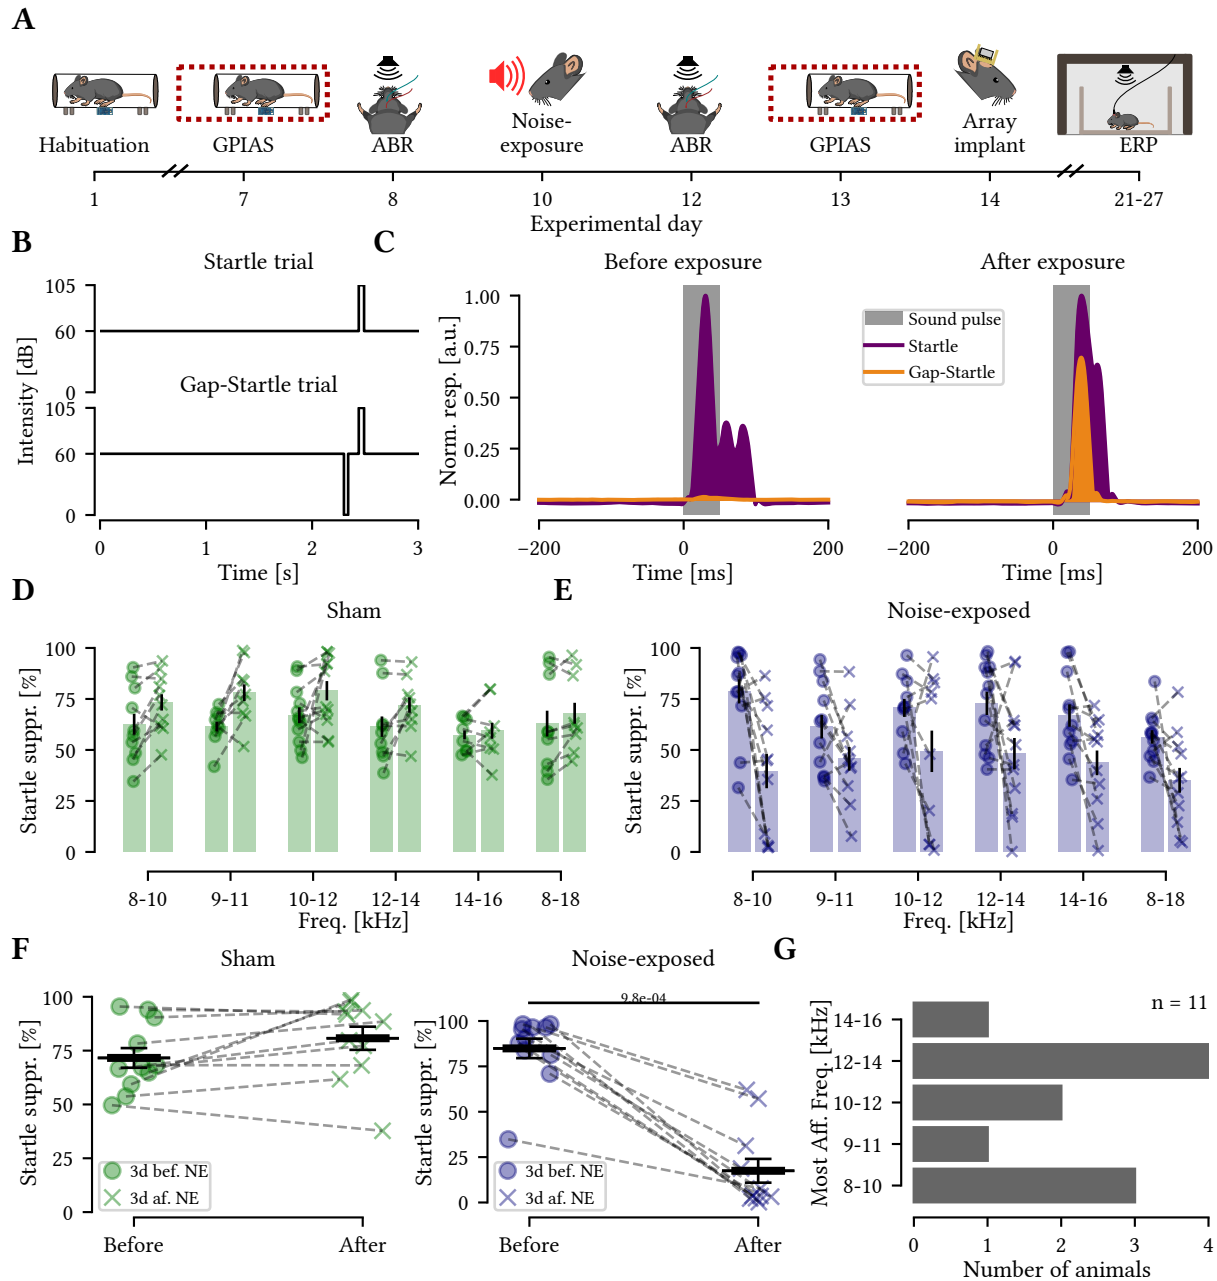 A
Habituation
GPIAS
ABR
Noise-
exposure
ABR
GPIAS
Array
implant
ERP
1
7
8
10
12
13
14
21-27
Experimental day
B
Startle trial
105
60
0
Gap-Startle trial
105
60
0
Intensity [dB]
0
1
2
3
Time [s]
C
Before exposure
After exposure
1.00
0.75
0.50
0.25
0.00
Norm. resp. [a.u.]
Sound pulse
Startle
Gap-Startle
−200
0
200
Time [ms]
−200
0
200
Time [ms]
D
Sham
100
75
50
25
0
Startle suppr. [%]
8-10
9-11
10-12
12-14
14-16
8-18
Freq. [kHz]
E
Noise-exposed
100
75
50
25
0
Startle suppr. [%]
8-10
9-11
10-12
12-14
14-16
8-18
Freq. [kHz]
F
Sham
100
75
50
25
0
Startle suppr. [%]
3d bef. NE
3d af. NE
Before
After
Noise-exposed
9.8e-04
100
75
50
25
0
Startle suppr. [%]
3d bef. NE
3d af. NE
Before
After
G
n = 11
14-16
12-14
10-12
9-11
8-10
Most Aff. Freq. [kHz]
0
1
2
3
4
Number of animals